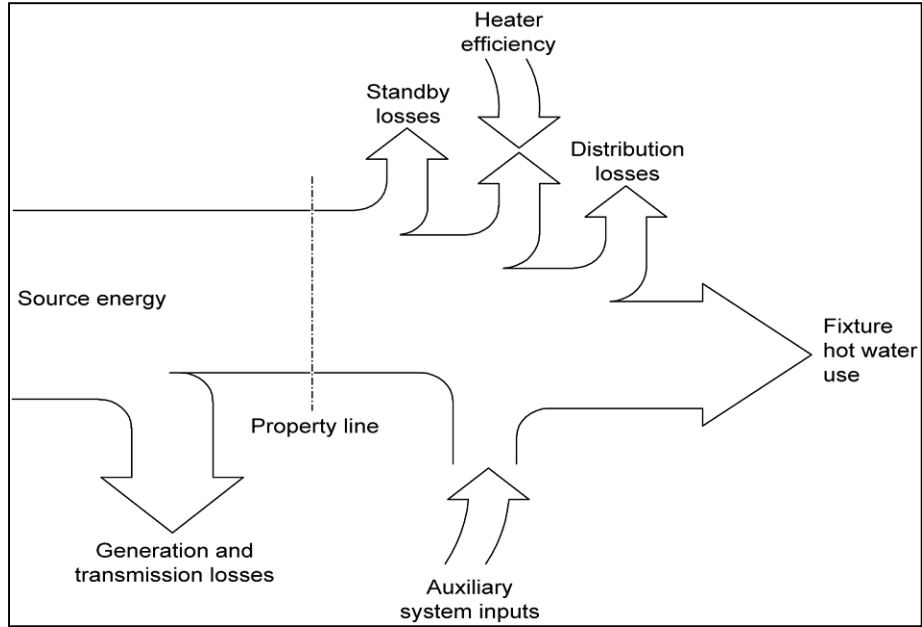 Heater
efficiency
Standby
losses
Distribution
losses
Source energy
Fixture
hot water
use
Property line
Generation and
transmission losses
Auxiliary
system inputs